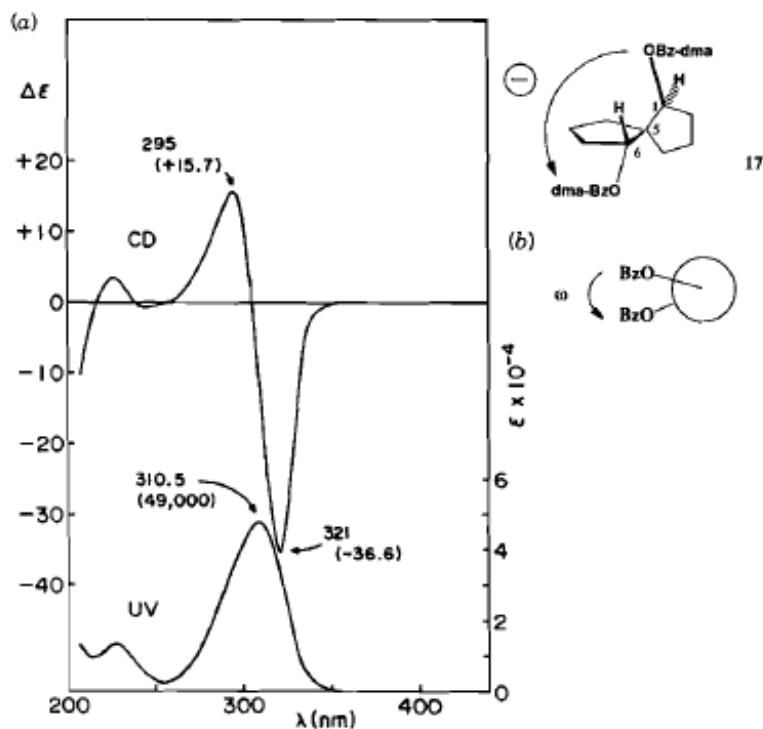 (a)
Δε
+20
+10
0
−10
−20
−30
−40
295
(+15.7)
CD
310.5
(49,000)
321
(−36.6)
UV
ε × 10⁻⁴
6
4
2
0
200
300
400
λ(nm)
−
OBz-dma
H
1
H
5
6
dma-BzO
17
(b)
ω
BzO
BzO